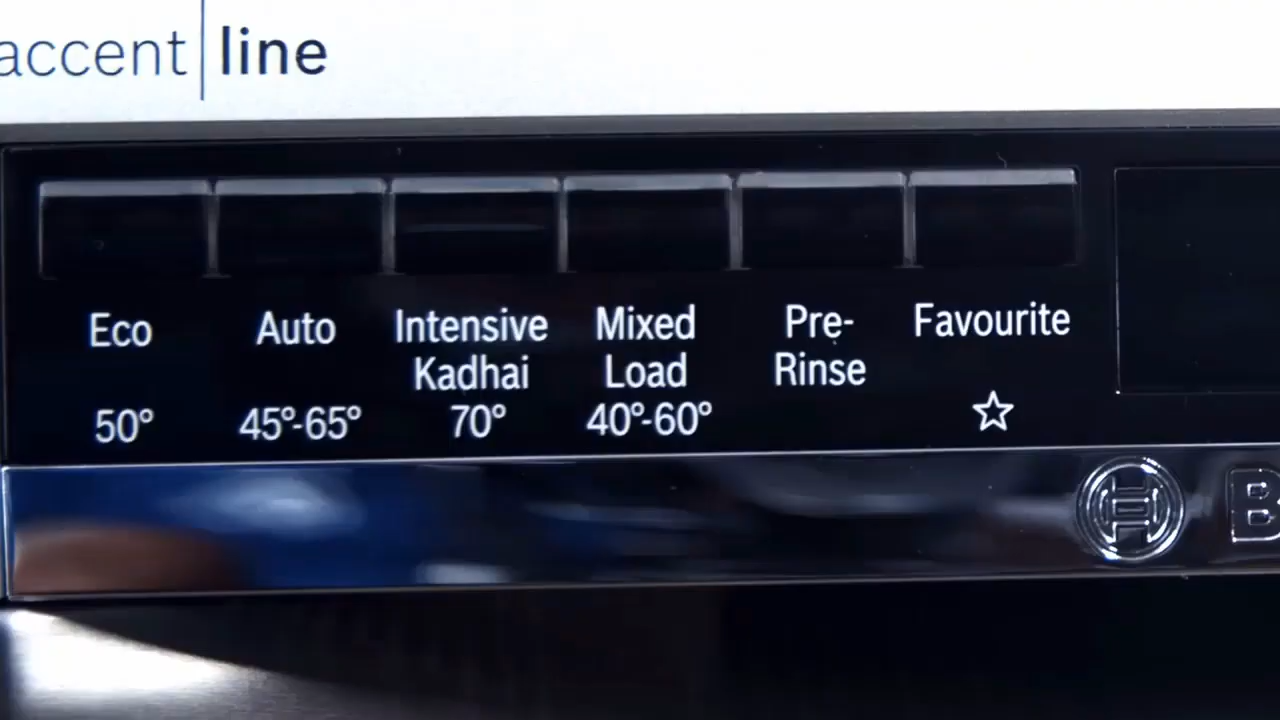 accent line
Eco
50°
Auto
45°-65°
Intensive
Kadhai
70°
Mixed
Load
40°-60°
Pre-
Rinse
Favourite
B